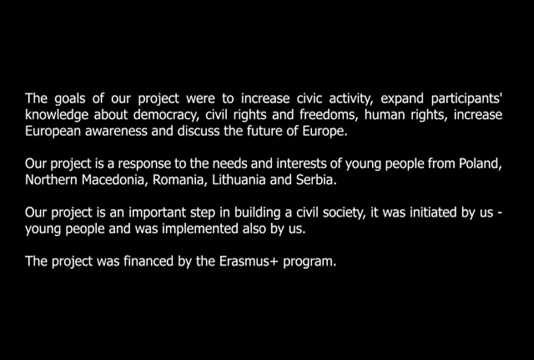 The goals of our project were to increase civic activity, expand participants'
knowledge about democracy, civil rights and freedoms, human rights, increase
European awareness and discuss the future of Europe.
Our project is a response to the needs and interests of young people from Poland,
Northern Macedonia, Romania, Lithuania and Serbia.
Our project is an important step in building a civil society, it was initiated by us -
young people and was implemented also by us.
The project was financed by the Erasmus+ program.